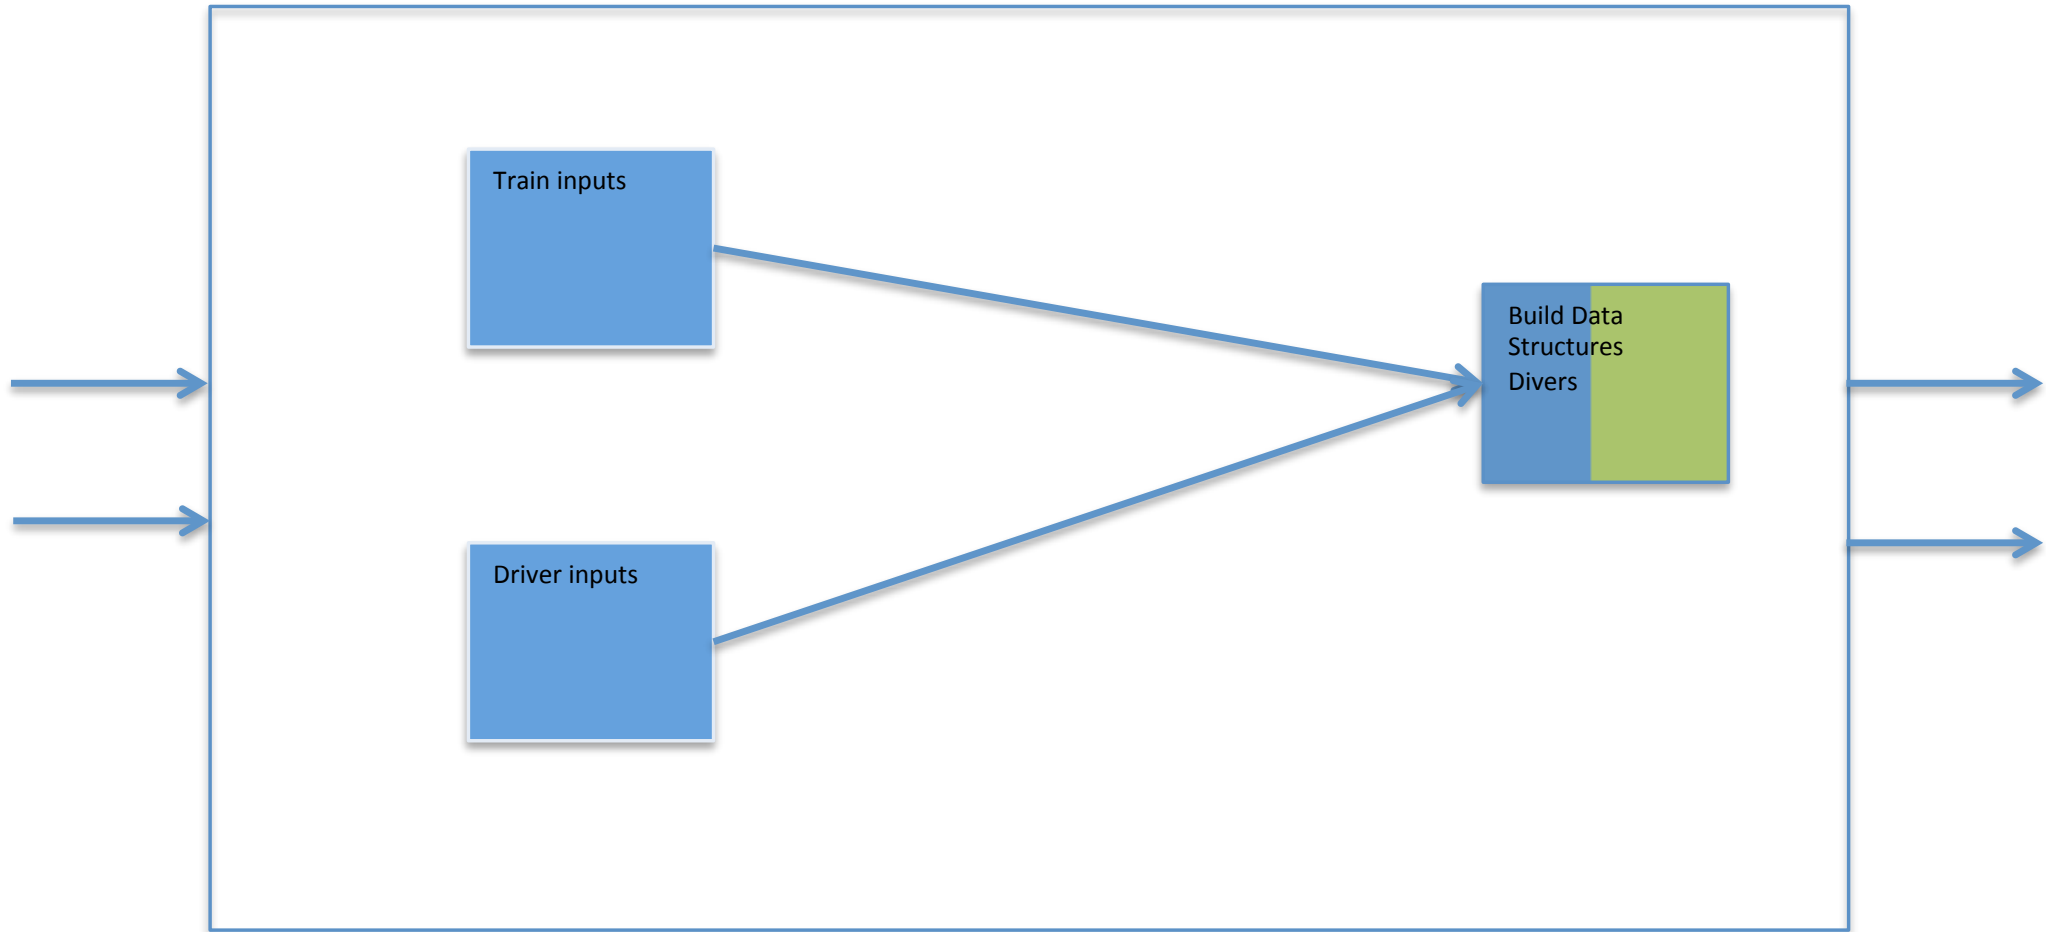 Train inputs
Build Data
Structures
Divers
Driver inputs